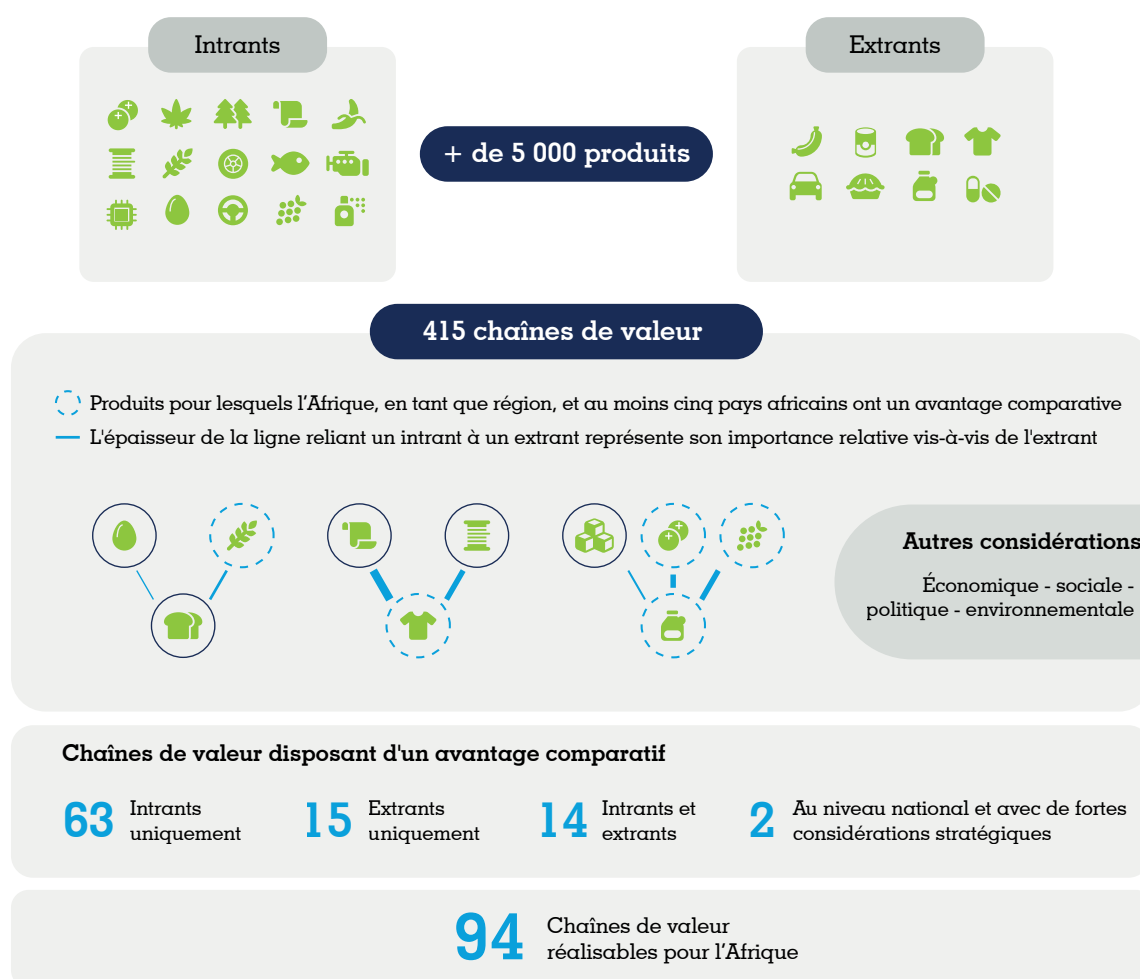 Intrants
Extrants
+ de 5 000 produits
415 chaînes de valeur
Produits pour lesquels l’Afrique, en tant que région, et au moins cinq pays africains ont un avantage comparative
L'épaisseur de la ligne reliant un intrant à un extrant représente son importance relative vis-à-vis de l'extrant
Autres considérations
Économique - sociale -
politique - environnementale
Chaînes de valeur disposant d'un avantage comparatif
63 Intrants
uniquement
15 Extrants
uniquement
14 Intrants et
extrants
2 Au niveau national et avec de fortes
considérations stratégiques
94 Chaînes de valeur
réalisables pour l’Afrique